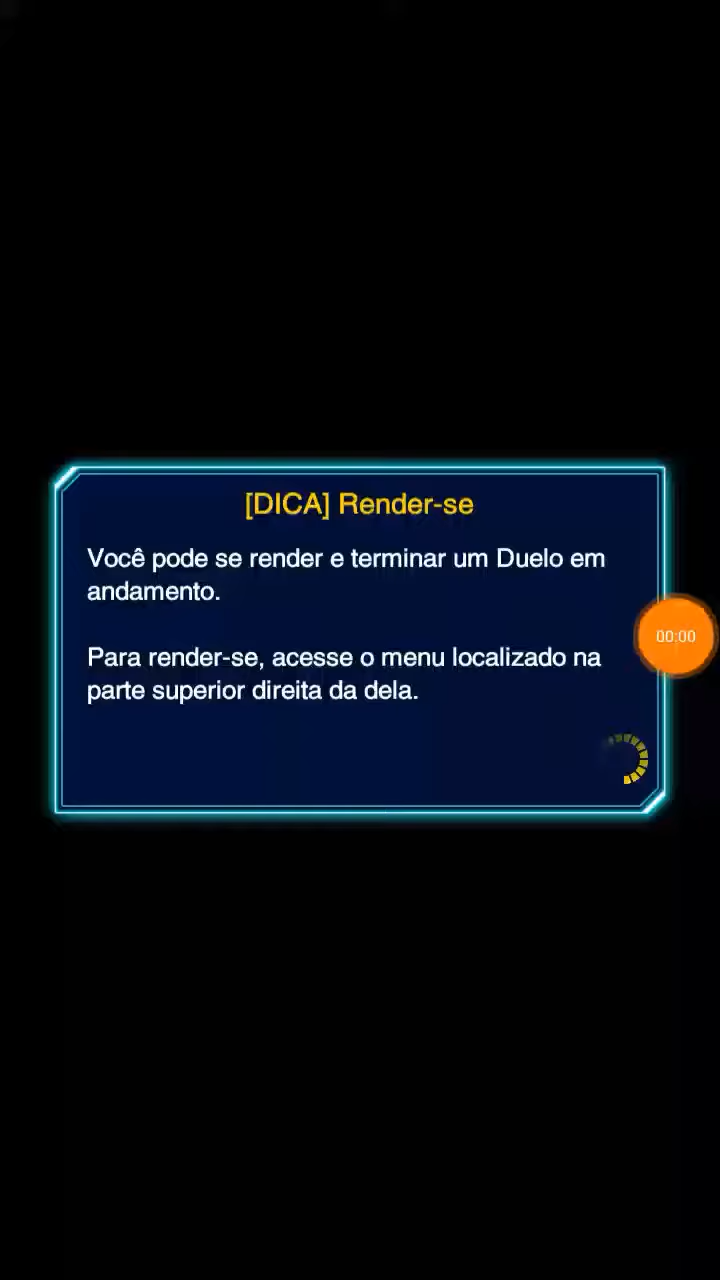 [DICA] Render-se
Você pode se render e terminar um Duelo em
andamento.
Para render-se, acesse o menu localizado na
parte superior direita da dela.
00:00